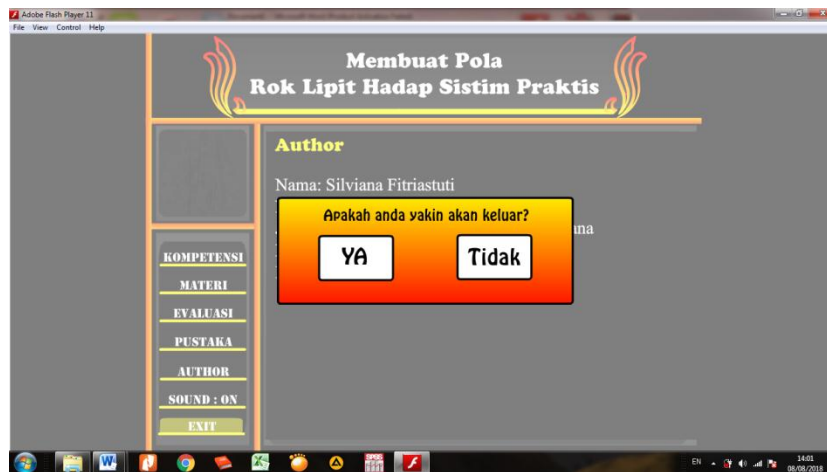 Adobe Flash Player 11
File View Control Help
Membuat Pola
Rok Lipit Hadap Sistim Praktis
Author
Nama: Silviana Fitriastuti
ana
Apakah anda yakin akan keluar?
YA
Tidak
KOMPETENSI
MATERI
EVALUASI
PUSTAKA
AUTHOR
SOUND : ON
EXIT
EN
14:01
08/08/2018